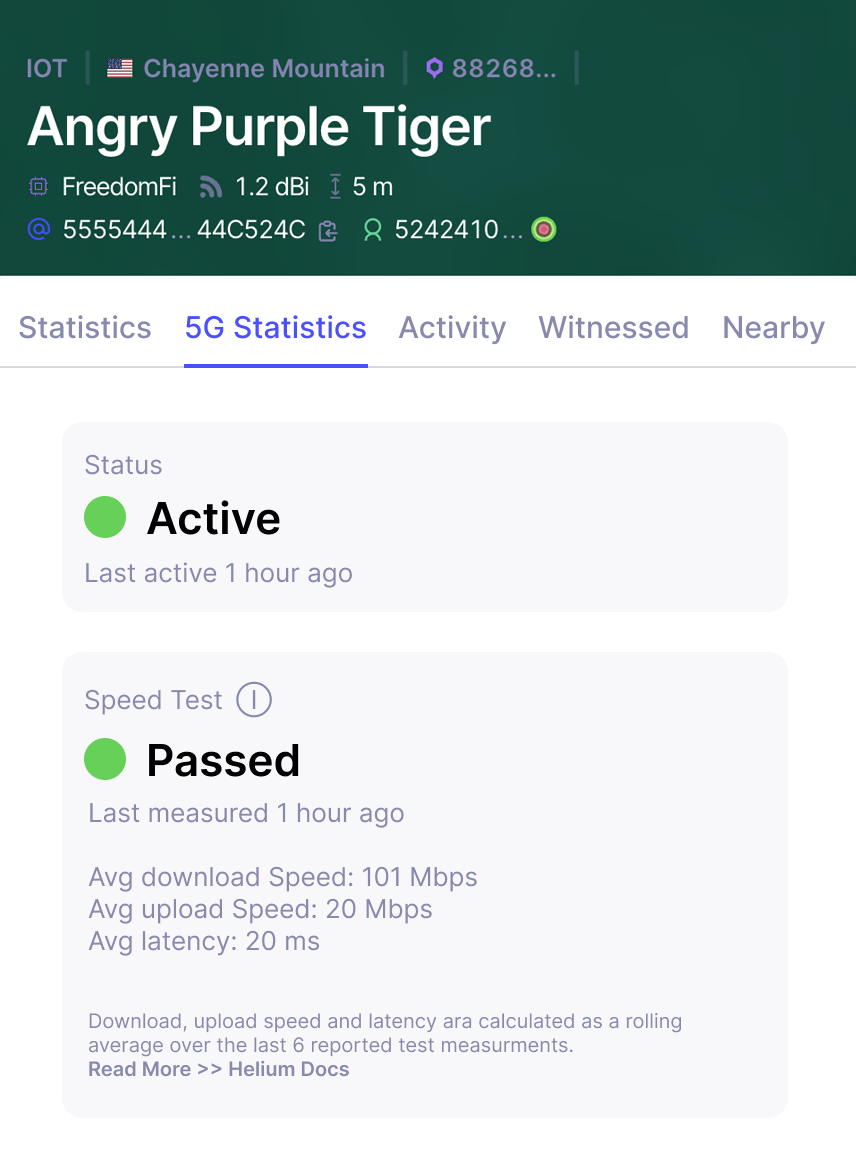 IOT Chayenne Mountain 88268...
Angry Purple Tiger
FreedomFi 1.2 dBi 5 m
5555444...44C524C 5242410...
Statistics 5G Statistics Activity Witnessed Nearby
Status
Active
Last active 1 hour ago
Speed Test
Passed
Last measured 1 hour ago
Avg download Speed: 101 Mbps
Avg upload Speed: 20 Mbps
Avg latency: 20 ms
Download, upload speed and latency ara calculated as a rolling
average over the last 6 reported test measurments.
Read More >> Helium Docs